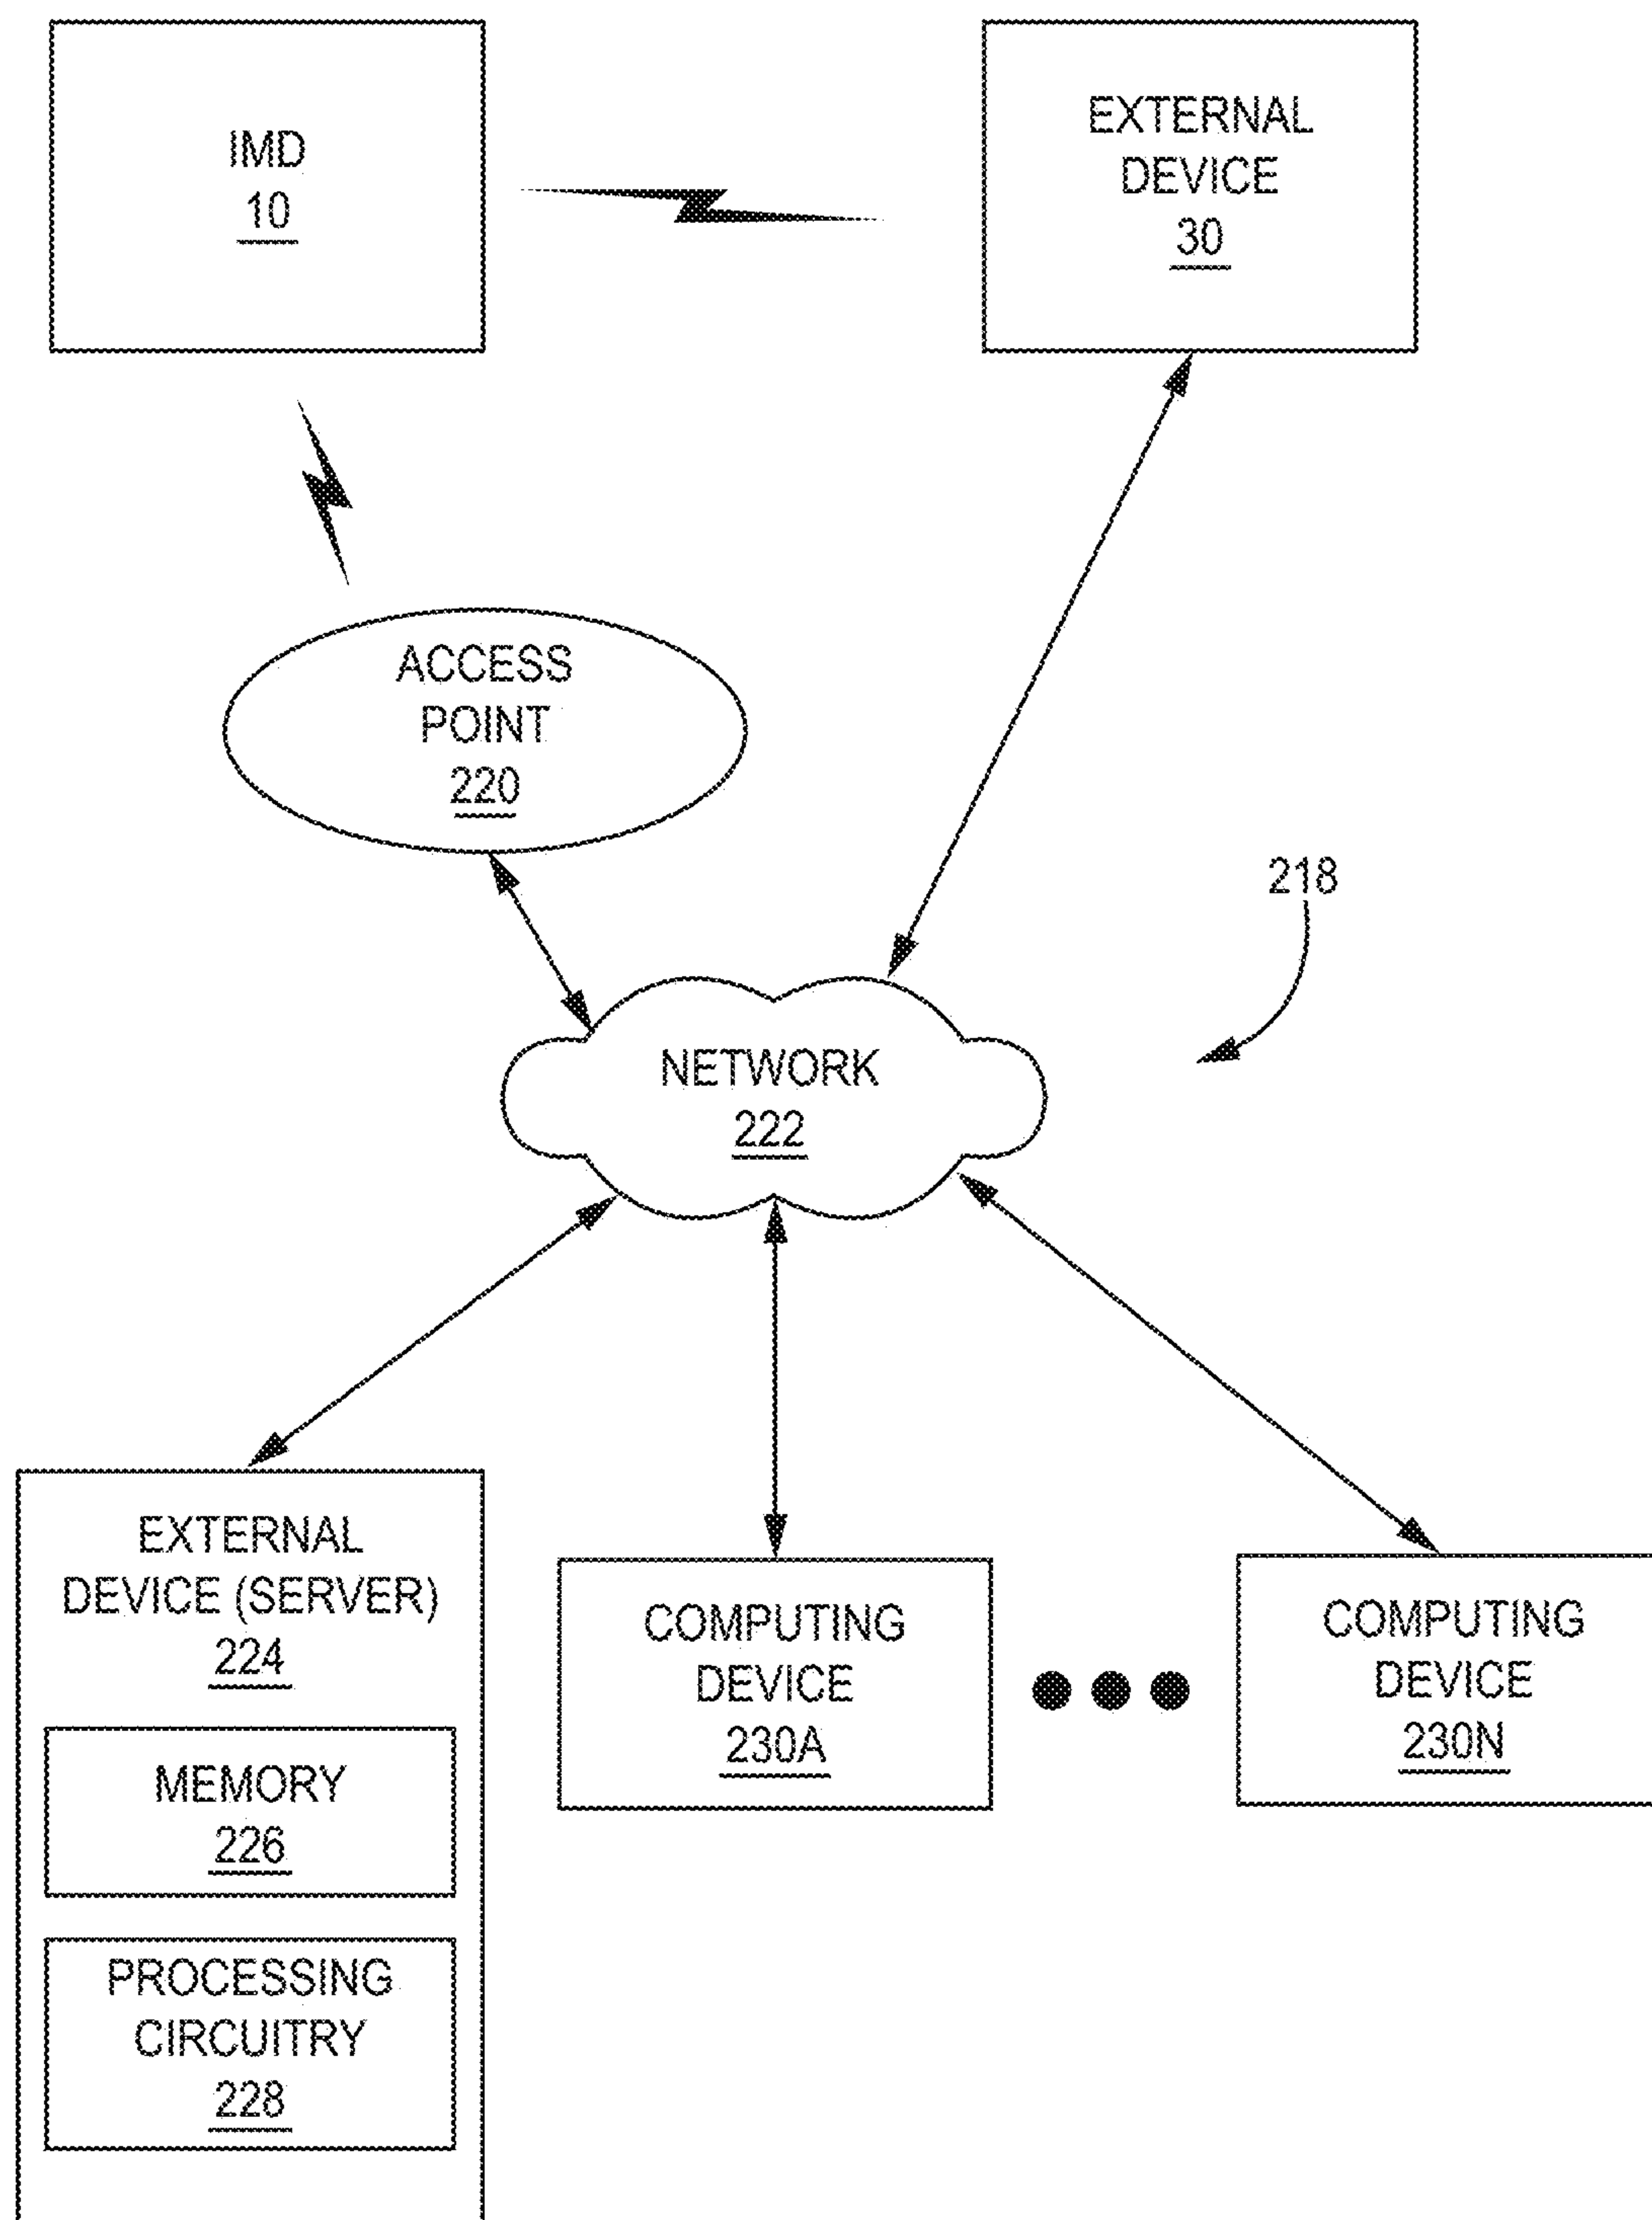 IMD
10
EXTERNAL
DEVICE
30
ACCESS
POINT
220
218
NETWORK
222
EXTERNAL
DEVICE (SERVER)
224
MEMORY
226
PROCESSING
CIRCUITRY
228
COMPUTING
DEVICE
230A
COMPUTING
DEVICE
230N